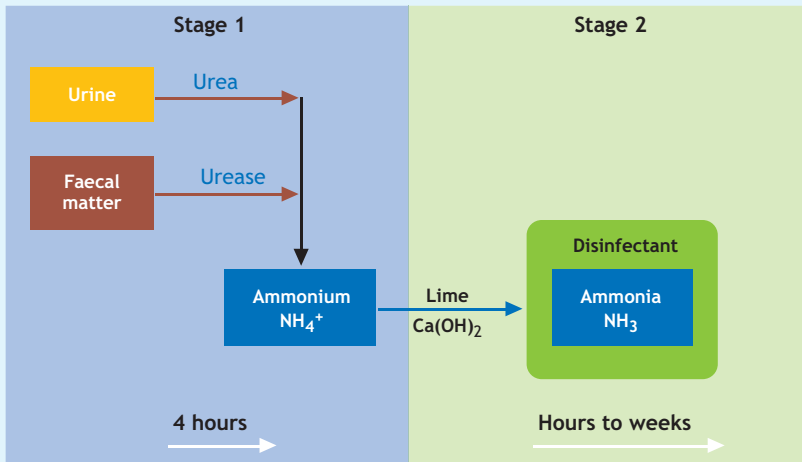 Stage 1
Stage 2
Urine
Urea
Faecal
matter
Urease
Disinfectant
Ammonium
NH₄⁺
Lime
Ca(OH)₂
Ammonia
NH₃
4 hours
Hours to weeks